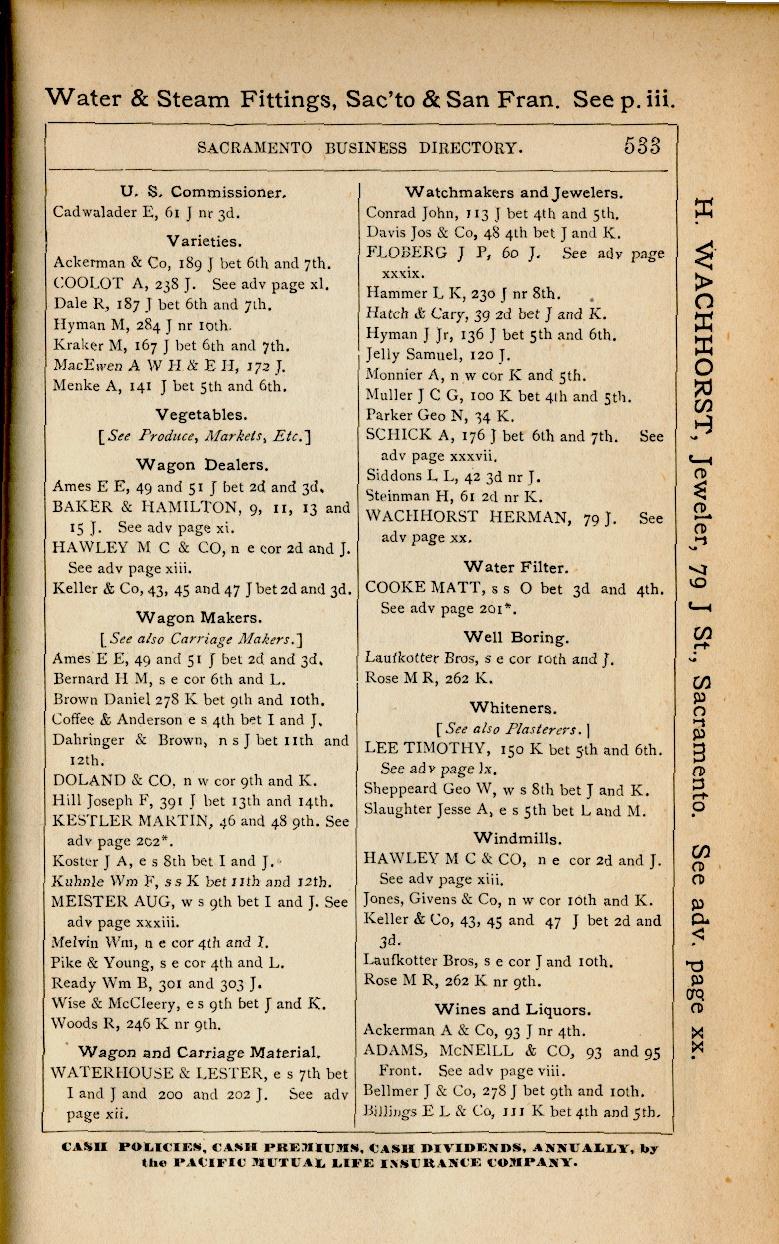 Water & Steam Fittings, Sac'to & San Fran. See p. iii.
SACRAMENTO BUSINESS DIRECTORY. 533
U. S. Commissioner.
Cadwalader E, 61 J nr 3d.
Varieties.
Ackerman & Co, 189 J bet 6th and 7th.
COOLOT A, 238 J. See adv page xl.
Dale R, 187 J bet 6th and 7th.
Hyman M, 284 J nr 10th.
Kraker M, 167 J bet 6th and 7th.
MacEwen A W H & E H, 172 J.
Menke A, 141 J bet 5th and 6th.
Vegetables.
[See Produce, Markets, Etc.]
Wagon Dealers.
Ames E E, 49 and 51 J bet 2d and 3d.
BAKER & HAMILTON, 9, 11, 13 and
15 J. See adv page xi.
HAWLEY M C & CO, n e cor 2d and J.
See adv page xiii.
Keller & Co, 43, 45 and 47 J bet 2d and 3d.
Wagon Makers.
[See also Carriage Makers.]
Ames E E, 49 and 51 J bet 2d and 3d.
Bernard H M, s e cor 6th and L.
Brown Daniel 278 K bet 9th and 10th.
Coffee & Anderson e s 4th bet I and J.
Dahringer & Brown, n s J bet 11th and
12th.
DOLAND & CO, n w cor 9th and K.
Hill Joseph F, 391 J bet 13th and 14th.
KESTLER MARTIN, 46 and 48 9th. See
adv page 202*.
Koster J A, e s 8th bet I and J.
Kuhnle Wm F, s s K bet 11th and 12th.
MEISTER AUG, w s 9th bet I and J. See
adv page xxxiii.
Melvin Wm, n e cor 4th and I.
Pike & Young, s e cor 4th and L.
Ready Wm B, 301 and 303 J.
Wise & McCleery, e s 9th bet J and K.
Woods R, 246 K nr 9th.
Wagon and Carriage Material.
WATERHOUSE & LESTER, e s 7th bet
I and J and 200 and 202 J. See adv
page xii.
Watchmakers and Jewelers.
Conrad John, 113 J bet 4th and 5th.
Davis Jos & Co, 48 4th bet J and K.
FLOBERG J P, 60 J. See adv page
xxxix.
Hammer L K, 230 J nr 8th.
Hatch & Cary, 39 2d bet J and K.
Hyman J Jr, 136 J bet 5th and 6th.
Jelly Samuel, 120 J.
Monnier A, n w cor K and 5th.
Muller J C G, 100 K bet 4th and 5th.
Parker Geo N, 34 K.
SCHICK A, 176 J bet 6th and 7th. See
adv page xxxvii.
Siddons L L, 42 3d nr J.
Steinman H, 61 2d nr K.
WACHHORST HERMAN, 79 J. See
adv page xx.
Water Filter.
COOKE MATT, s s O bet 3d and 4th.
See adv page 201*.
Well Boring.
Laufkotter Bros, s e cor 10th and J.
Rose M R, 262 K.
Whiteners.
[See also Plasterers.]
LEE TIMOTHY, 150 K bet 5th and 6th.
See adv page lx.
Sheppeard Geo W, w s 8th bet J and K.
Slaughter Jesse A, e s 5th bet L and M.
Windmills.
HAWLEY M C & CO, n e cor 2d and J.
See adv page xiii.
Jones, Givens & Co, n w cor 10th and K.
Keller & Co, 43, 45 and 47 J bet 2d and
3d.
Laufkotter Bros, s e cor J and 10th.
Rose M R, 262 K nr 9th.
Wines and Liquors.
Ackerman A & Co, 93 J nr 4th.
ADAMS, McNEILL & CO, 93 and 95
Front. See adv page viii.
Bellmer J & Co, 278 J bet 9th and 10th.
Billings E L & Co, 111 K bet 4th and 5th.
H. WACHHORST, Jeweler, 79 J St., Sacramento. See adv. page xx.
CASH POLICIES, CASH PREMIUMS, CASH DIVIDENDS, ANNUALLY, by
the PACIFIC MUTUAL LIFE INSURANCE COMPANY.